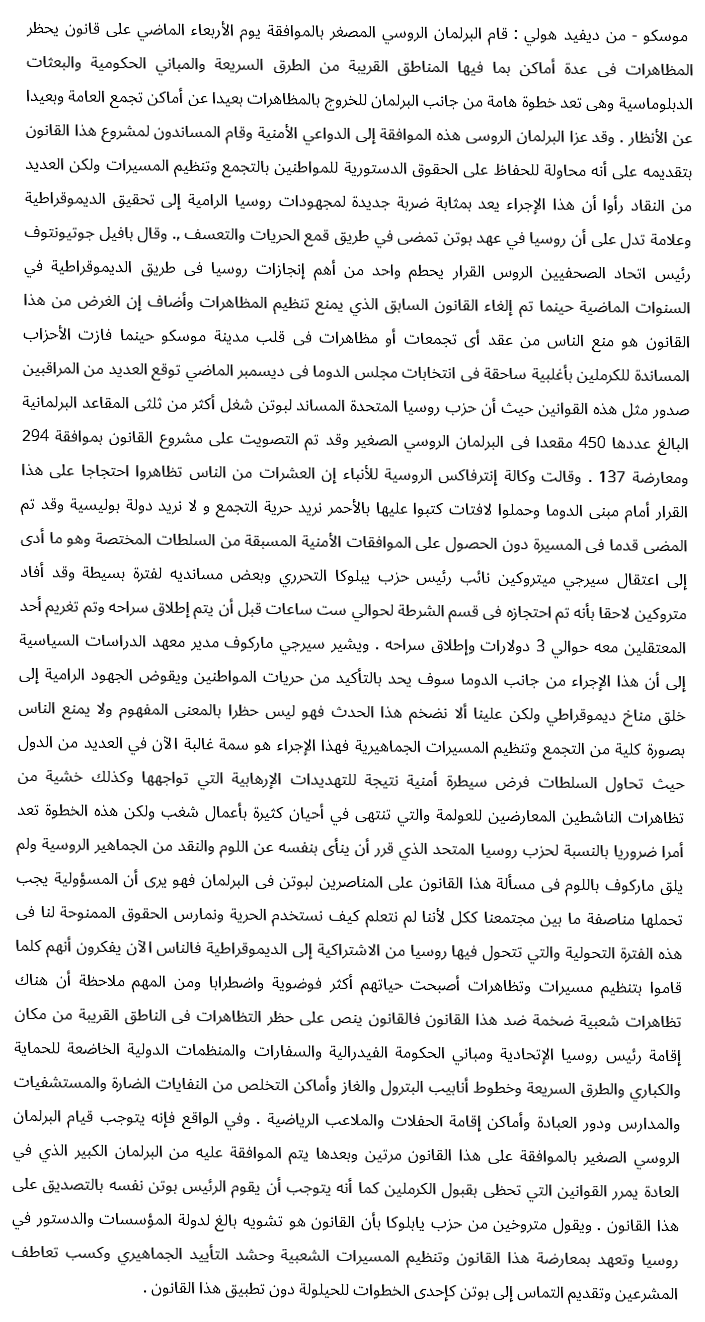 موسكو - من ديفيد هولي : قام البرلمان الروسي المصغر بالموافقة يوم الأربعاء الماضي على قانون يحظر
المظاهرات فى عدة أماكن بما فيها المناطق القريبة من الطرق السريعة والمباني الحكومية والبعثات
الدبلوماسية وهى تعد خطوة هامة من جانب البرلمان للخروج بالمظاهرات بعيدا عن أماكن تجمع العامة وبعيدا
عن الأنظار . وقد عزا البرلمان الروسى هذه الموافقة إلى الدواعي الأمنية وقام المساندون لمشروع هذا القانون
بتقديمه على أنه محاولة للحفاظ على الحقوق الدستورية للمواطنين بالتجمع وتنظيم المسيرات ولكن العديد
من النقاد رأوا أن هذا الإجراء يعد بمثابة ضربة جديدة لمجهودات روسيا الرامية إلى تحقيق الديموقراطية
وعلامة تدل على أن روسيا في عهد بوتن تمضى في طريق قمع الحريات والتعسف ,. وقال بافيل جوتيونتوف
رئيس اتحاد الصحفيين الروس القرار يحطم واحد من أهم إنجازات روسيا فى طريق الديموقراطية في
السنوات الماضية حينما تم إلغاء القانون السابق الذي يمنع تنظيم المظاهرات وأضاف إن الغرض من هذا
القانون هو منع الناس من عقد أى تجمعات أو مظاهرات فى قلب مدينة موسكو حينما فازت الأحزاب
المساندة للكرملين بأغلبية ساحقة فى انتخابات مجلس الدوما فى ديسمبر الماضي توقع العديد من المراقبين
صدور مثل هذه القوانين حيث أن حزب روسيا المتحدة المساند لبوتن شغل أكثر من ثلثى المقاعد البرلمانية
البالغ عددها 450 مقعدا فى البرلمان الروسي الصغير وقد تم التصويت على مشروع القانون بموافقة 294
ومعارضة 137 . وقالت وكالة إنترفاكس الروسية للأنباء إن العشرات من الناس تظاهروا احتجاجا على هذا
القرار أمام مبنى الدوما وحملوا لافتات كتبوا عليها بالأحمر نريد حرية التجمع و لا نريد دولة بوليسية وقد تم
المضى قدما فى المسيرة دون الحصول على الموافقات الأمنية المسبقة من السلطات المختصة وهو ما أدى
إلى اعتقال سيرجي ميتروكين نائب رئيس حزب يبلوكا التحرري وبعض مسانديه لفترة بسيطة وقد أفاد
متروكين لاحقا بأنه تم احتجازه فى قسم الشرطة لحوالي ست ساعات قبل أن يتم إطلاق سراحه وتم تغريم أحد
المعتقلين معه حوالي 3 دولارات وإطلاق سراحه . ويشير سيرجي ماركوف مدير معهد الدراسات السياسية
إلى أن هذا الإجراء من جانب الدوما سوف يحد بالتأكيد من حريات المواطنين ويقوض الجهود الرامية إلى
خلق مناخ ديموقراطي ولكن علينا ألا نضخم هذا الحدث فهو ليس حظرا بالمعنى المفهوم ولا يمنع الناس
بصورة كلية من التجمع وتنظيم المسيرات الجماهيرية فهذا الإجراء هو سمة غالبة الآن في العديد من الدول
حيث تحاول السلطات فرض سيطرة أمنية نتيجة للتهديدات الإرهابية التي تواجهها وكذلك خشية من
تظاهرات الناشطين المعارضين للعولمة والتي تنتهى في أحيان كثيرة بأعمال شغب ولكن هذه الخطوة تعد
أمرا ضروريا بالنسبة لحزب روسيا المتحد الذي قرر أن ينأى بنفسه عن اللوم والنقد من الجماهير الروسية ولم
يلق ماركوف باللوم فى مسألة هذا القانون على المناصرين لبوتن فى البرلمان فهو يرى أن المسؤولية يجب
تحملها مناصفة ما بين مجتمعنا ككل لأننا لم نتعلم كيف نستخدم الحرية ونمارس الحقوق الممنوحة لنا فى
هذه الفترة التحولية والتي تتحول فيها روسيا من الاشتراكية إلى الديموقراطية فالناس الآن يفكرون أنهم كلما
قاموا بتنظيم مسيرات وتظاهرات أصبحت حياتهم أكثر فوضوية واضطرابا ومن المهم ملاحظة أن هناك
تظاهرات شعبية ضخمة ضد هذا القانون فالقانون ينص على حظر التظاهرات فى الناطق القريبة من مكان
إقامة رئيس روسيا الإتحادية ومباني الحكومة الفيدرالية والسفارات والمنظمات الدولية الخاضعة للحماية
والكباري والطرق السريعة وخطوط أنابيب البترول والغاز وأماكن التخلص من النفايات الضارة والمستشفيات
والمدارس ودور العبادة وأماكن إقامة الحفلات والملاعب الرياضية . وفي الواقع فإنه يتوجب قيام البرلمان
الروسي الصغير بالموافقة على هذا القانون مرتين وبعدها يتم الموافقة عليه من البرلمان الكبير الذي في
العادة يمرر القوانين التي تحظى بقبول الكرملين كما أنه يتوجب أن يقوم الرئيس بوتن نفسه بالتصديق على
هذا القانون . ويقول متروخين من حزب يابلوكا بأن القانون هو تشويه بالغ لدولة المؤسسات والدستور في
روسيا وتعهد بمعارضة هذا القانون وتنظيم المسيرات الشعبية وحشد التأييد الجماهيري وكسب تعاطف
المشرعين وتقديم التماس إلى بوتن كإحدى الخطوات للحيلولة دون تطبيق هذا القانون .